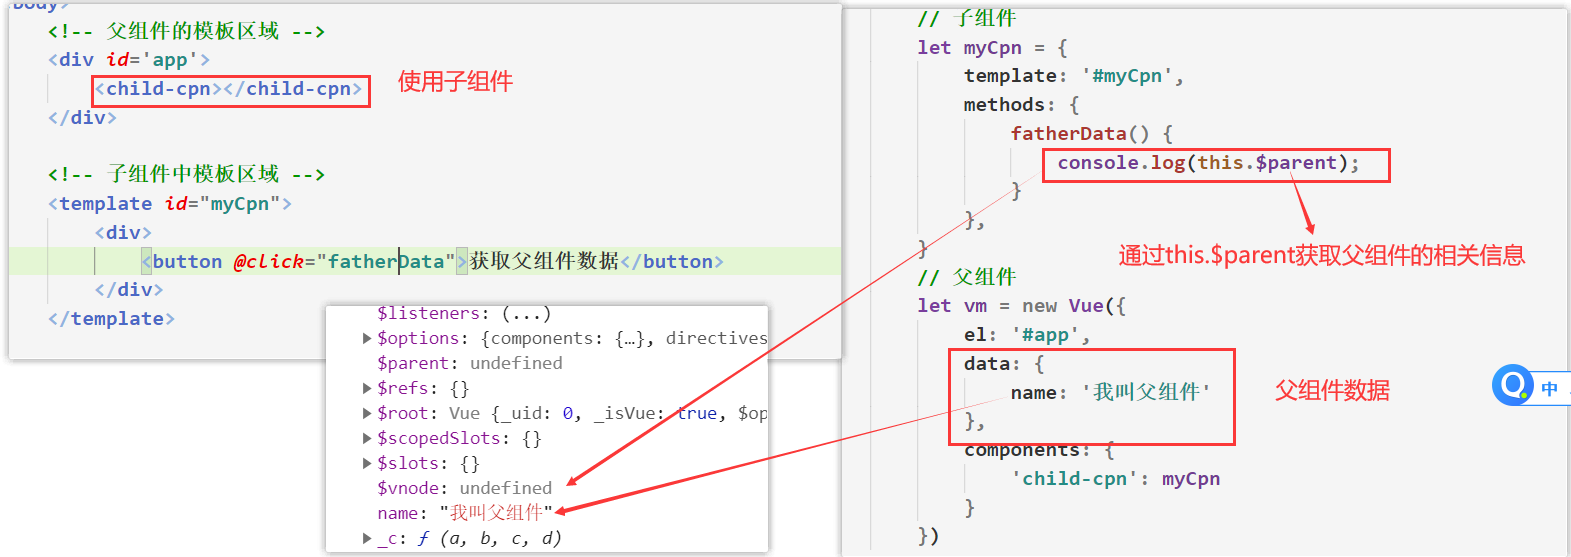 body>
<!-- 父组件的模板区域 -->
<div id='app'>
<child-cpn></child-cpn>
使用子组件
</div>
<!-- 子组件中模板区域 -->
<template id="myCpn">
<div>
<button @click="fatherData">获取父组件数据</button>
</div>
</template>
$listeners: (...)
$options: {components: {…}, directives
$parent: undefined
$refs: {}
$root: Vue {_uid: 0, _isVue: true, $op
$scopedSlots: {}
$slots: {}
$vnode: undefined
name: "我叫父组件"
_c: ƒ (a, b, c, d)
// 子组件
let myCpn = {
template: '#myCpn',
methods: {
fatherData() {
console.log(this.$parent);
}
},
}
通过this.$parent获取父组件的相关信息
// 父组件
let vm = new Vue({
el: '#app',
data: {
name: '我叫父组件'
父组件数据
},
components: {
'child-cpn': myCpn
}
})
中